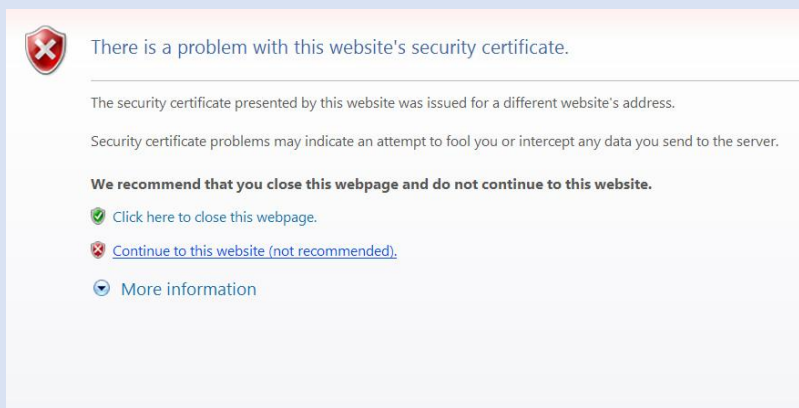 There is a problem with this website's security certificate.
The security certificate presented by this website was issued for a different website's address.
Security certificate problems may indicate an attempt to fool you or intercept any data you send to the server.
We recommend that you close this webpage and do not continue to this website.
Click here to close this webpage.
Continue to this website (not recommended).
More information